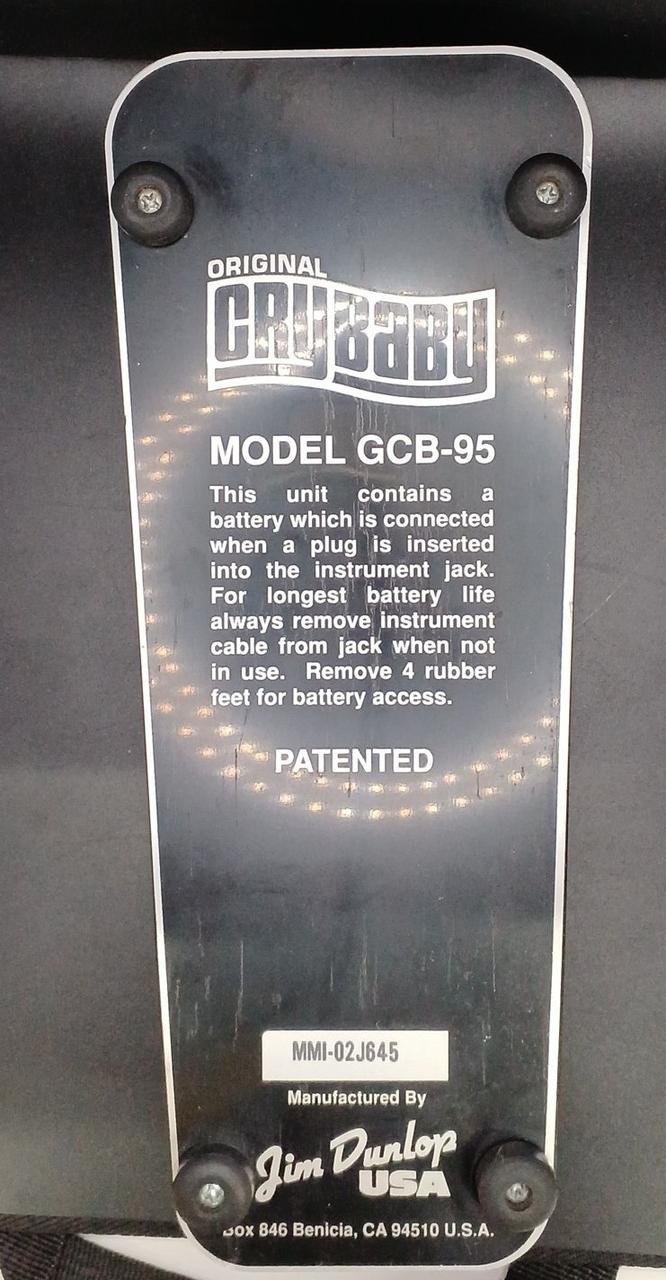 ORIGINAL
CRYBABY
MODEL GCB-95
This unit contains a
battery which is connected
when a plug is inserted
into the instrument jack.
For longest battery life
always remove instrument
cable from jack when not
in use. Remove 4 rubber
feet for battery access.
PATENTED
MMI-02J645
Manufactured By
Jim Dunlop
USA
Box 846 Benicia, CA 94510 U.S.A.